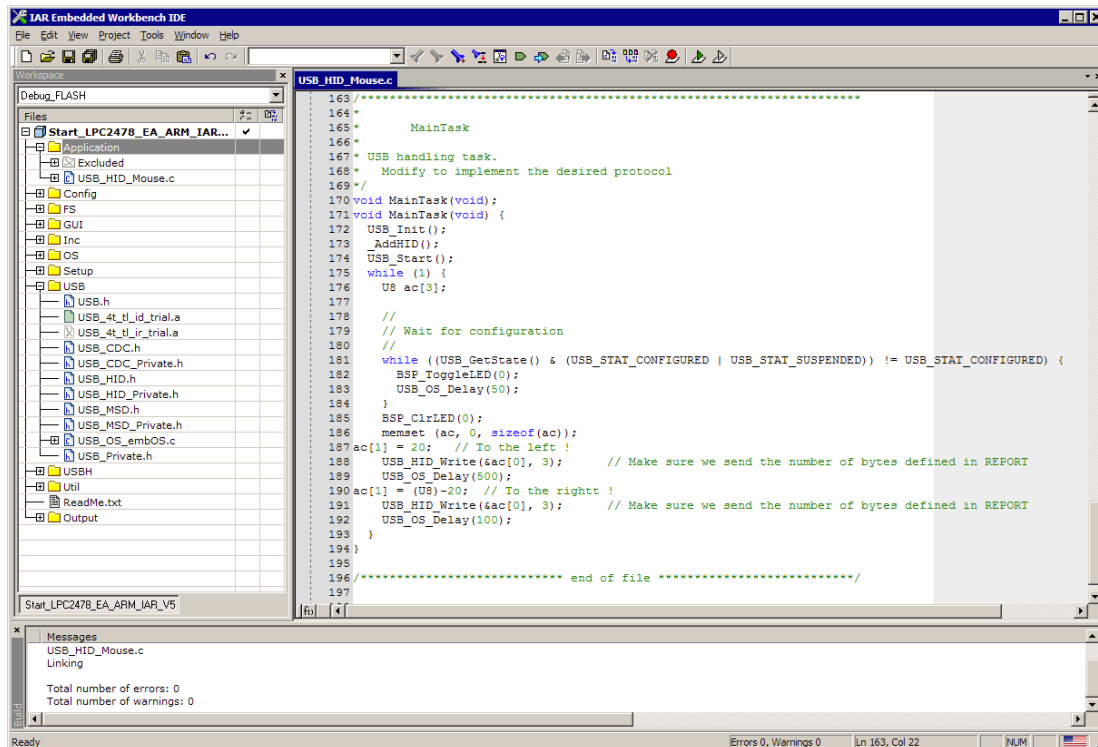 IAR Embedded Workbench IDE
File Edit View Project Tools Window Help
Workspace
Debug_FLASH
Files
Start_LPC2478_EA_ARM_IAR...
Application
Excluded
USB_HID_Mouse.c
Config
FS
GUI
Inc
OS
Setup
USB
USB.h
USB_4t_tl_id_trial.a
USB_4t_tl_ir_trial.a
USB_CDC.h
USB_CDC_Private.h
USB_HID.h
USB_HID_Private.h
USB_MSD.h
USB_MSD_Private.h
USB_OS_embOS.c
USB_Private.h
USBH
Util
ReadMe.txt
Output
Start_LPC2478_EA_ARM_IAR_V5
USB_HID_Mouse.c
163 /*********************************************************************
164 *
165 *       MainTask
166 *
167 * USB handling task.
168 *   Modify to implement the desired protocol
169 */
170 void MainTask(void);
171 void MainTask(void) {
172   USB_Init();
173   _AddHID();
174   USB_Start();
175   while (1) {
176     U8 ac[3];
177
178     //
179     // Wait for configuration
180     //
181     while ((USB_GetState() & (USB_STAT_CONFIGURED | USB_STAT_SUSPENDED)) != USB_STAT_CONFIGURED) {
182       BSP_ToggleLED(0);
183       USB_OS_Delay(50);
184     }
185     BSP_ClrLED(0);
186     memset (ac, 0, sizeof(ac));
187 ac[1] = 20;   // To the left !
188     USB_HID_Write(&ac[0], 3);      // Make sure we send the number of bytes defined in REPORT
189     USB_OS_Delay(500);
190 ac[1] = (U8)-20;  // To the rightt !
191     USB_HID_Write(&ac[0], 3);      // Make sure we send the number of bytes defined in REPORT
192     USB_OS_Delay(100);
193   }
194 }
195
196 /**************************** end of file ***************************/
197
Messages
USB_HID_Mouse.c
Linking
Total number of errors: 0
Total number of warnings: 0
Build
Ready
Errors 0, Warnings 0
Ln 163, Col 22
NUM